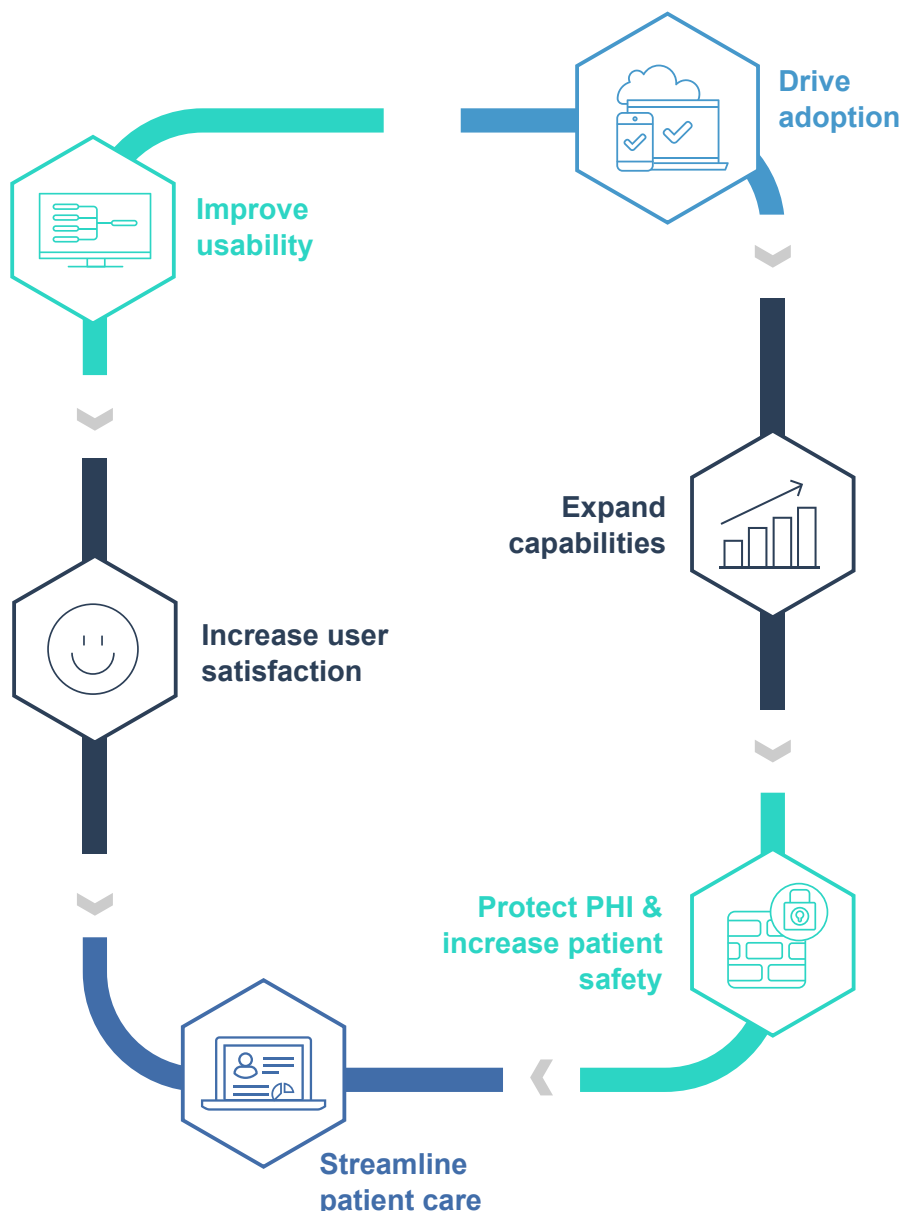 Drive
adoption
Improve
usability
Expand
capabilities
Increase user
satisfaction
Protect PHI &
increase patient
safety
Streamline
patient care